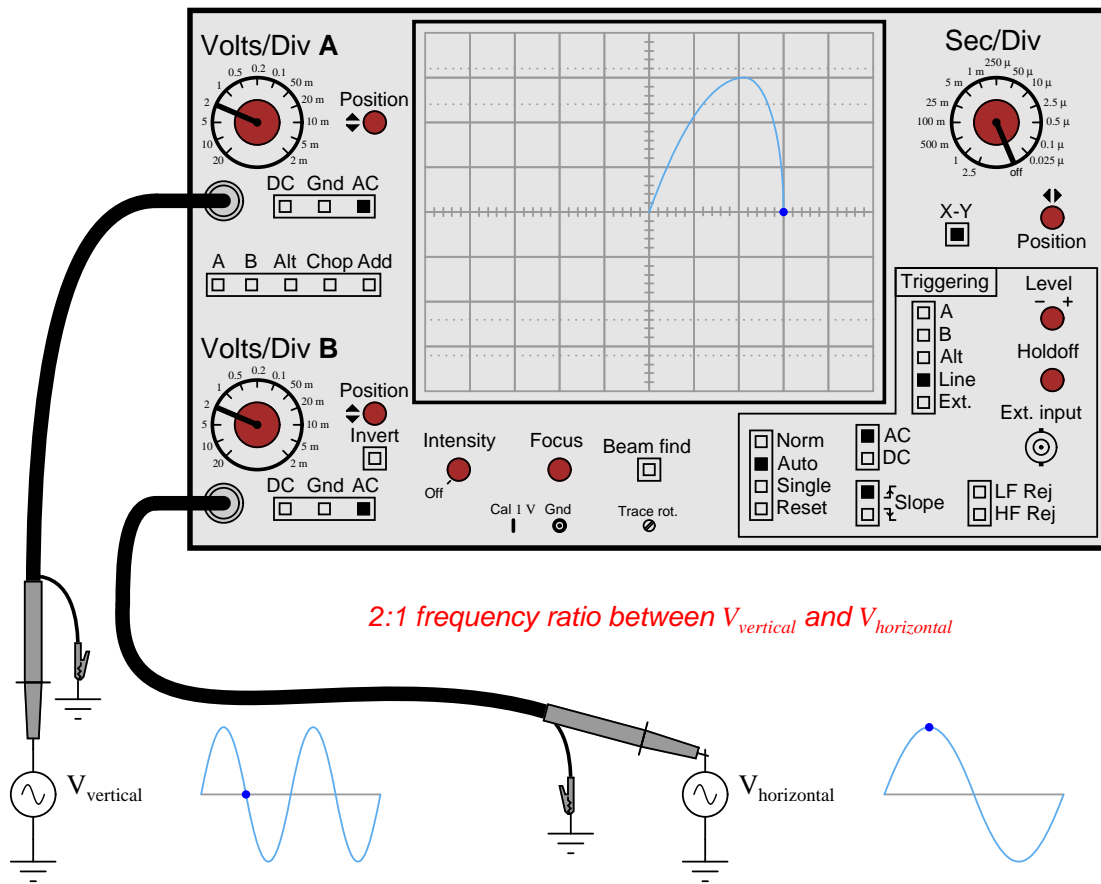 Volts/Div A
0.5 0.2 0.1
1 50 m
2 20 m
5 10 m
10 5 m
20 2 m
Position
DC Gnd AC
A B Alt Chop Add
Volts/Div B
0.5 0.2 0.1
1 50 m
2 20 m
5 10 m
10 5 m
20 2 m
Position
Invert
DC Gnd AC
Intensity
Off
Focus
Beam find
Cal 1 V Gnd Trace rot.
Sec/Div
250 µ
1 m 50 µ
5 m 10 µ
25 m 2.5 µ
100 m 0.5 µ
500 m 0.1 µ
1 0.025 µ
2.5 off
X-Y
Position
Triggering
A
B
Alt
Line
Ext.
Level
− +
Holdoff
Ext. input
Norm
Auto
Single
Reset
AC
DC
Slope
LF Rej
HF Rej
2:1 frequency ratio between Vvertical and Vhorizontal
Vvertical
Vhorizontal